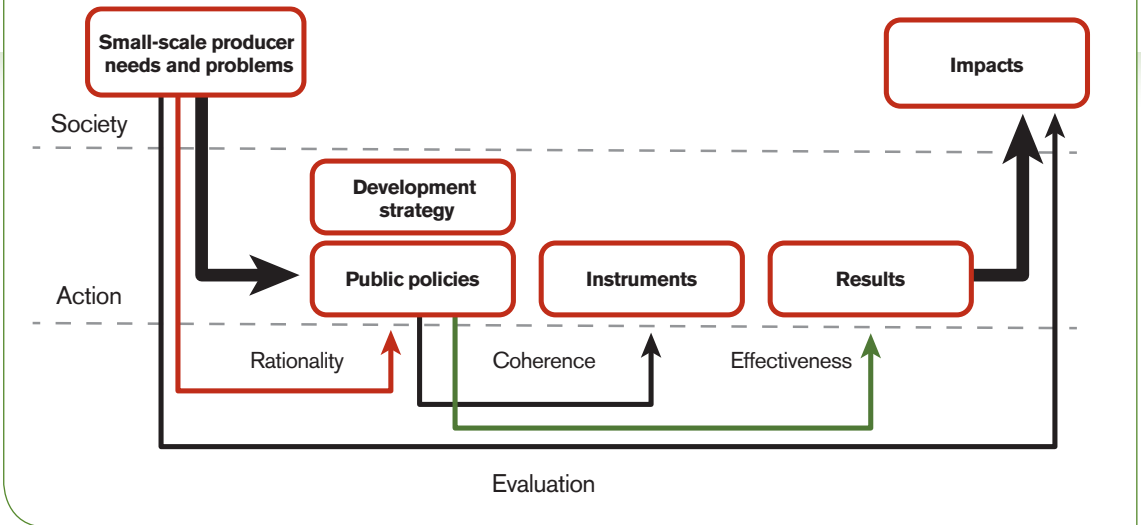 Small-scale producer
needs and problems
Impacts
Society
Development
strategy
Public policies
Instruments
Results
Action
Rationality
Coherence
Effectiveness
Evaluation